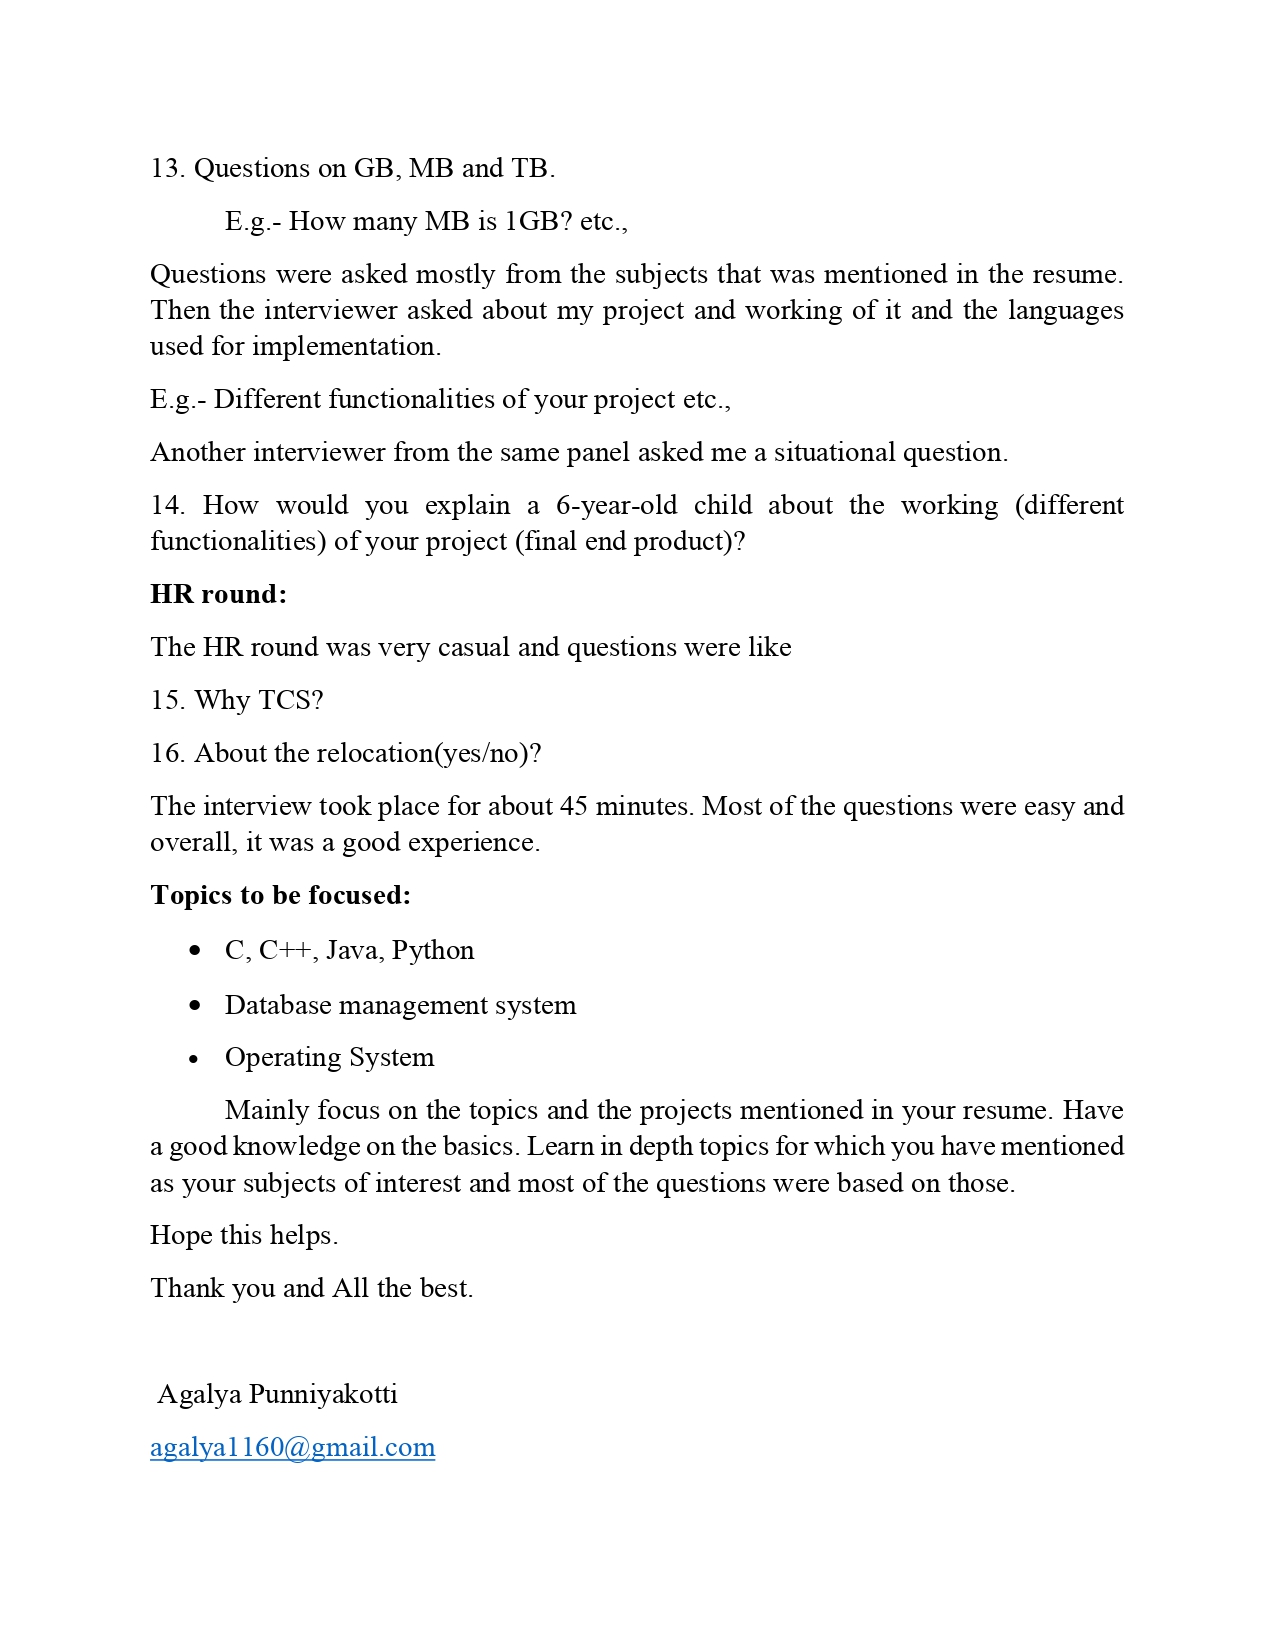 13. Questions on GB, MB and TB.
E.g.- How many MB is 1GB? etc.,
Questions were asked mostly from the subjects that was mentioned in the resume.
Then the interviewer asked about my project and working of it and the languages
used for implementation.
E.g.- Different functionalities of your project etc.,
Another interviewer from the same panel asked me a situational question.
14. How would you explain a 6-year-old child about the working (different
functionalities) of your project (final end product)?
HR round:
The HR round was very casual and questions were like
15. Why TCS?
16. About the relocation(yes/no)?
The interview took place for about 45 minutes. Most of the questions were easy and
overall, it was a good experience.
Topics to be focused:
• C, C++, Java, Python
• Database management system
• Operating System
Mainly focus on the topics and the projects mentioned in your resume. Have
a good knowledge on the basics. Learn in depth topics for which you have mentioned
as your subjects of interest and most of the questions were based on those.
Hope this helps.
Thank you and All the best.
Agalya Punniyakotti
agalya1160@gmail.com